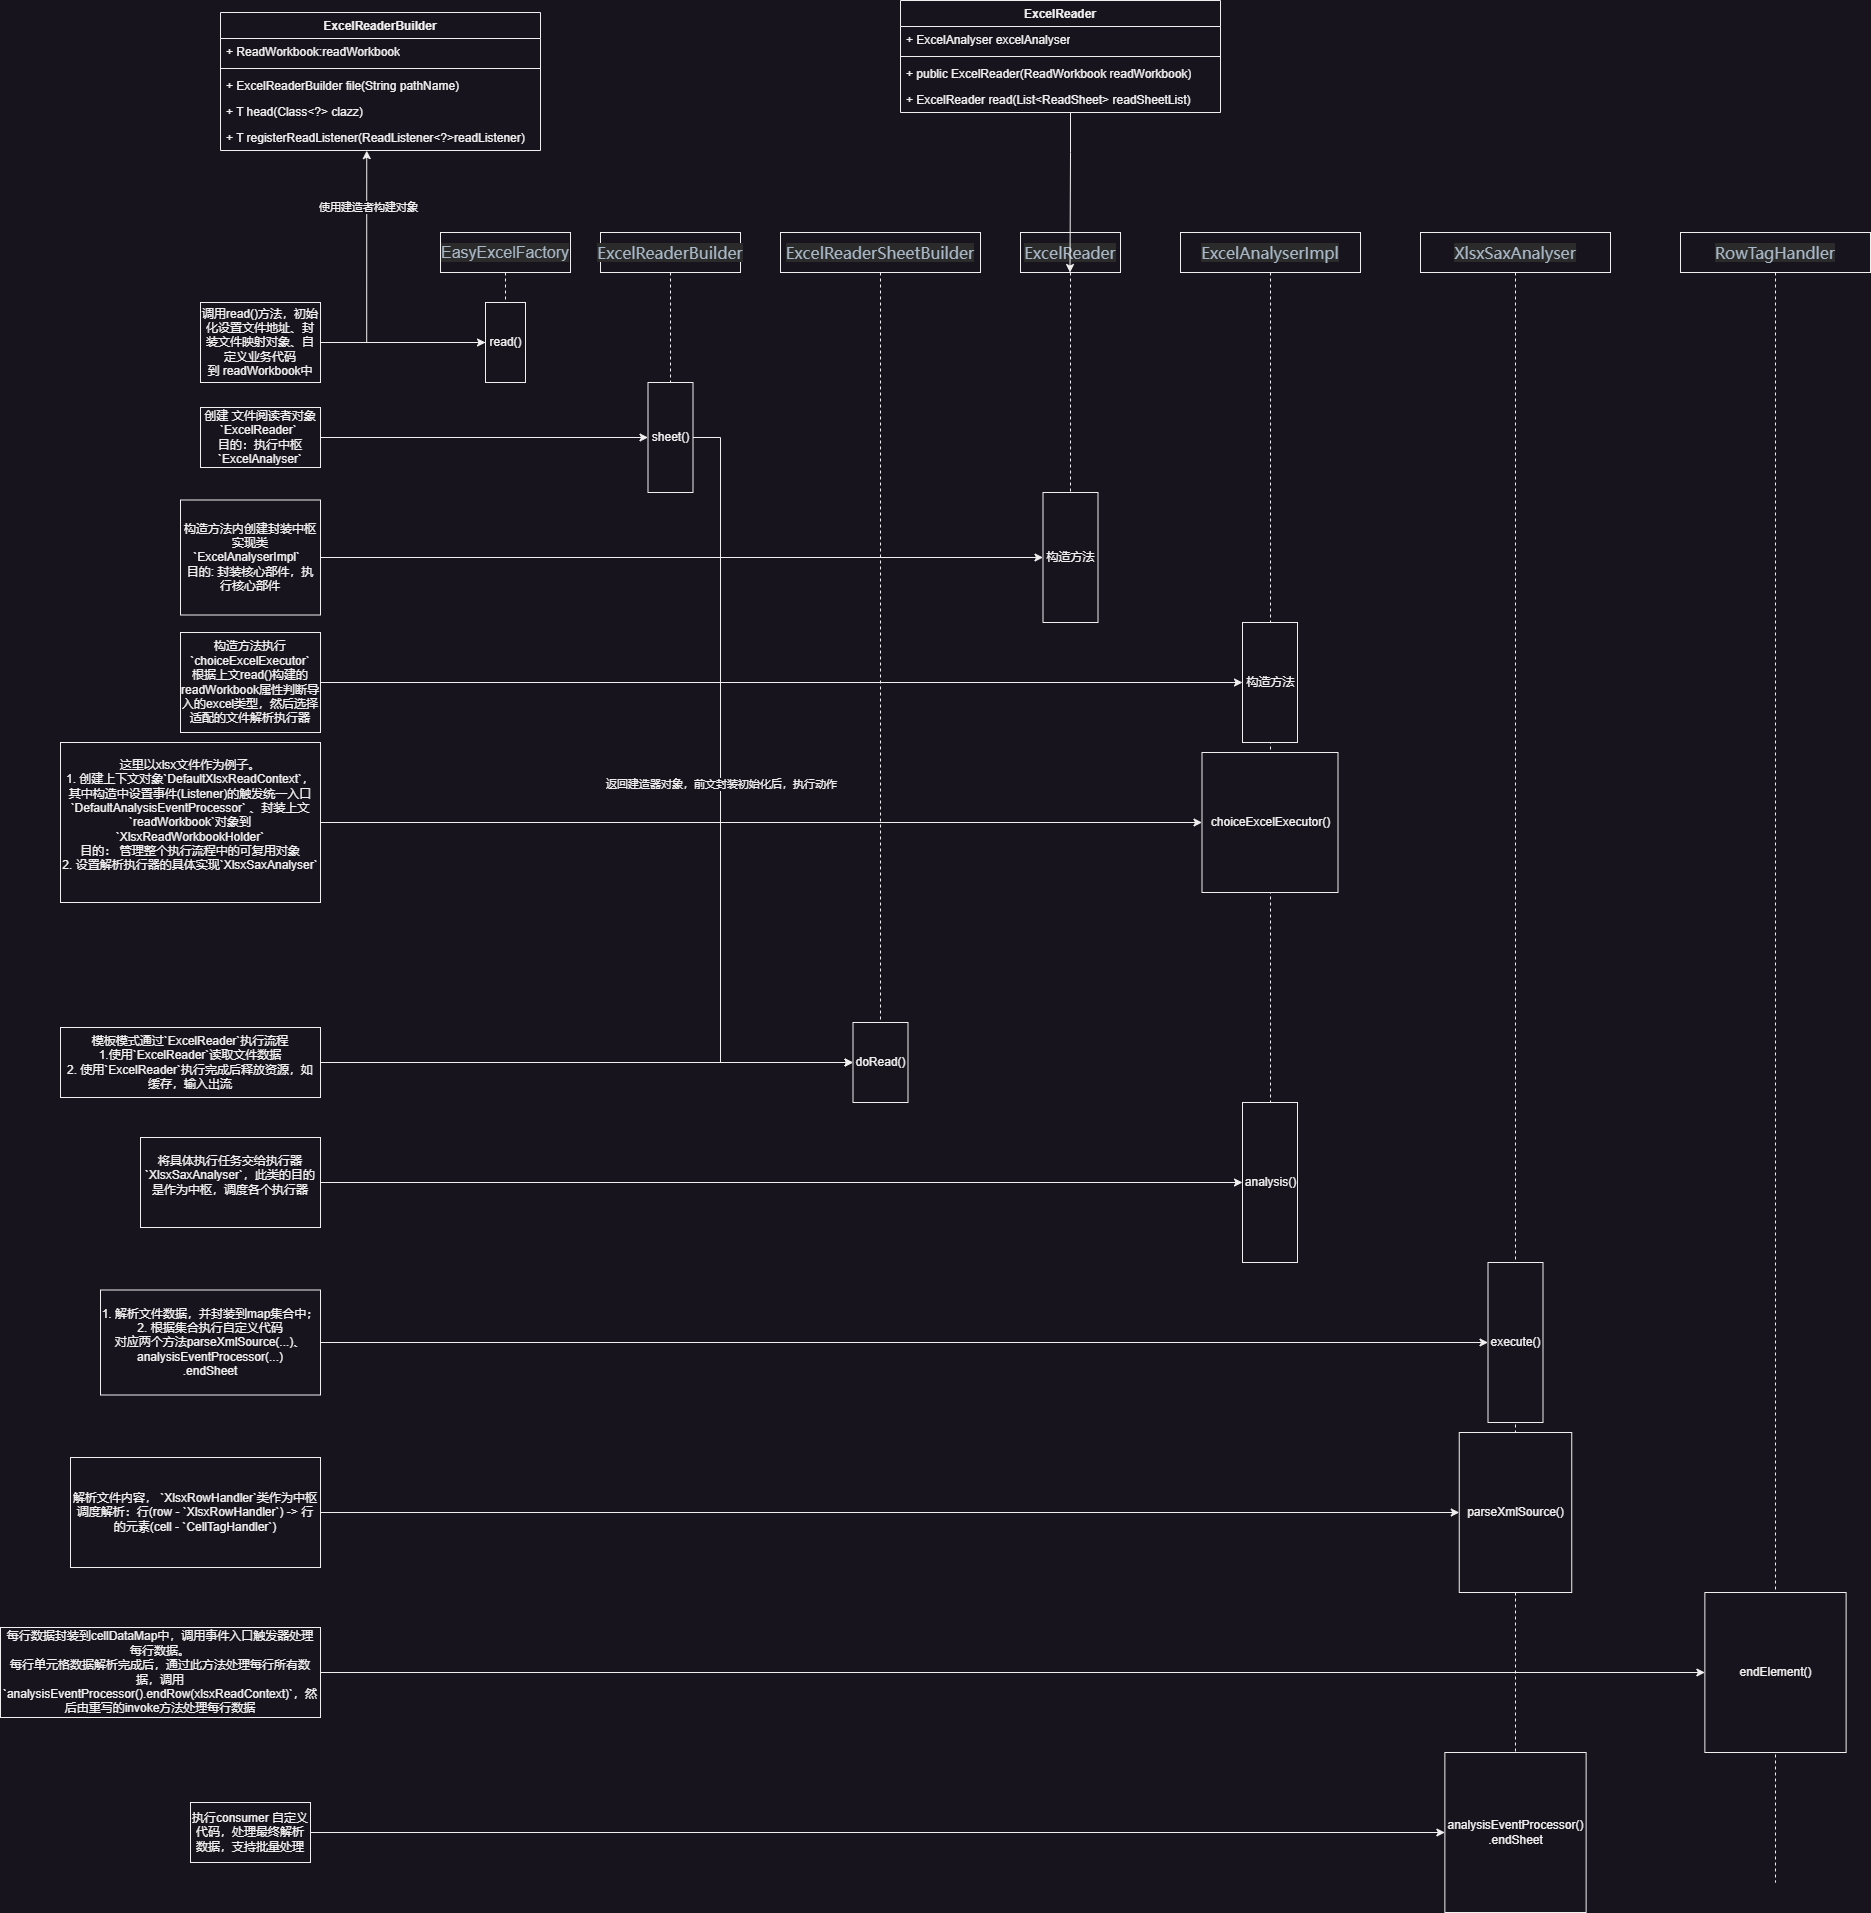 ExcelReaderBuilder
+ ReadWorkbook:readWorkbook
+ ExcelReaderBuilder file(String pathName)
+ T head(Class<?> clazz)
+ T registerReadListener(ReadListener<?>readListener)
ExcelReader
+ ExcelAnalyser excelAnalyser
+ public ExcelReader(ReadWorkbook readWorkbook)
+ ExcelReader read(List<ReadSheet> readSheetList)
使用建造者构建对象
EasyExcelFactory
ExcelReaderBuilder
ExcelReaderSheetBuilder
ExcelReader
ExcelAnalyserImpl
XlsxSaxAnalyser
RowTagHandler
调用read()方法，初始
化设置文件地址、封
装文件映射对象、自
定义业务代码
到 readWorkbook中
read()
创建 文件阅读者对象
`ExcelReader`
目的：执行中枢
`ExcelAnalyser`
sheet()
构造方法内创建封装中枢
实现类
`ExcelAnalyserImpl`
目的: 封装核心部件，执
行核心部件
构造方法
构造方法执行
`choiceExcelExecutor`
根据上文read()构建的
readWorkbook属性判断导
入的excel类型，然后选择
适配的文件解析执行器
构造方法
这里以xlsx文件作为例子。
1. 创建上下文对象`DefaultXlsxReadContext`，
其中构造中设置事件(Listener)的触发统一入口
`DefaultAnalysisEventProcessor` 、封装上文
`readWorkbook`对象到
`XlsxReadWorkbookHolder`
目的： 管理整个执行流程中的可复用对象
2. 设置解析执行器的具体实现`XlsxSaxAnalyser`
返回建造器对象，前文封装初始化后，执行动作
choiceExcelExecutor()
模板模式通过`ExcelReader`执行流程
1.使用`ExcelReader`读取文件数据
2. 使用`ExcelReader`执行完成后释放资源，如
缓存，输入出流
doRead()
将具体执行任务交给执行器
`XlsxSaxAnalyser`，此类的目的
是作为中枢，调度各个执行器
analysis()
1. 解析文件数据，并封装到map集合中；
2. 根据集合执行自定义代码
对应两个方法parseXmlSource(...)、
analysisEventProcessor(...)
.endSheet
execute()
解析文件内容， `XlsxRowHandler`类作为中枢
调度解析：行(row - `XlsxRowHandler`) -> 行
的元素(cell - `CellTagHandler`)
parseXmlSource()
每行数据封装到cellDataMap中，调用事件入口触发器处理
每行数据。
每行单元格数据解析完成后，通过此方法处理每行所有数
据，调用
`analysisEventProcessor().endRow(xlsxReadContext)`，然
后由重写的invoke方法处理每行数据
endElement()
执行consumer 自定义
代码，处理最终解析
数据，支持批量处理
analysisEventProcessor()
.endSheet